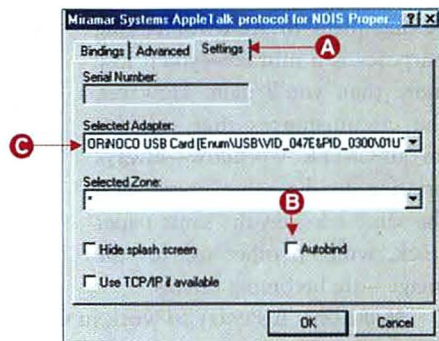 Miramar Systems AppleTalk protocol for NDIS Proper...
Bindings Advanced Settings
A
Serial Number:
Selected Adapter:
C
ORiNOCO USB Card [Enum\USB\VID_047E&PID_0300\01U
Selected Zone:
*
B
Hide splash screen
Autobind
Use TCP/IP if available
OK Cancel